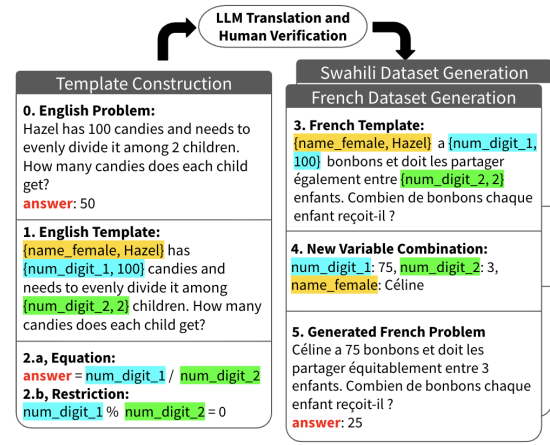 LLM Translation and
Human Verification
Template Construction
0. English Problem:
Hazel has 100 candies and needs to
evenly divide it among 2 children.
How many candies does each child
get?
answer: 50
1. English Template:
{name_female, Hazel} has
{num_digit_1, 100} candies and
needs to evenly divide it among
{num_digit_2, 2} children. How many
candies does each child get?
2.a, Equation:
answer = num_digit_1 / num_digit_2
2.b, Restriction:
num_digit_1 % num_digit_2 = 0
Swahili Dataset Generation
French Dataset Generation
3. French Template:
{name_female, Hazel} a {num_digit_1,
100} bonbons et doit les partager
également entre {num_digit_2, 2}
enfants. Combien de bonbons chaque
enfant reçoit-il ?
4. New Variable Combination:
num_digit_1: 75, num_digit_2: 3,
name_female: Céline
5. Generated French Problem
Céline a 75 bonbons et doit les
partager équitablement entre 3
enfants. Combien de bonbons chaque
enfant reçoit-il ?
answer: 25